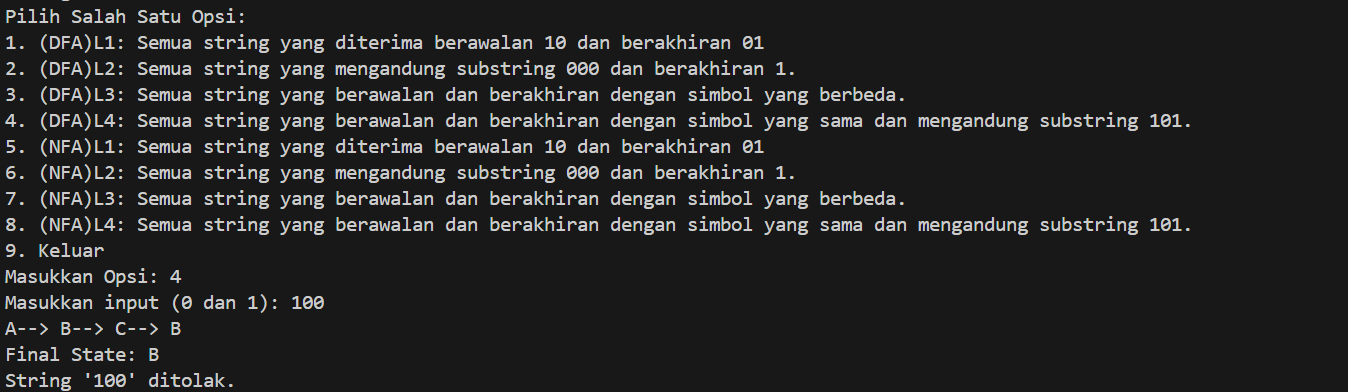 Pilih Salah Satu Opsi:
1. (DFA)L1: Semua string yang diterima berawalan 10 dan berakhiran 01
2. (DFA)L2: Semua string yang mengandung substring 000 dan berakhiran 1.
3. (DFA)L3: Semua string yang berawalan dan berakhiran dengan simbol yang berbeda.
4. (DFA)L4: Semua string yang berawalan dan berakhiran dengan simbol yang sama dan mengandung substring 101.
5. (NFA)L1: Semua string yang diterima berawalan 10 dan berakhiran 01
6. (NFA)L2: Semua string yang mengandung substring 000 dan berakhiran 1.
7. (NFA)L3: Semua string yang berawalan dan berakhiran dengan simbol yang berbeda.
8. (NFA)L4: Semua string yang berawalan dan berakhiran dengan simbol yang sama dan mengandung substring 101.
9. Keluar
Masukkan Opsi: 4
Masukkan input (0 dan 1): 100
A--> B--> C--> B
Final State: B
String '100' ditolak.